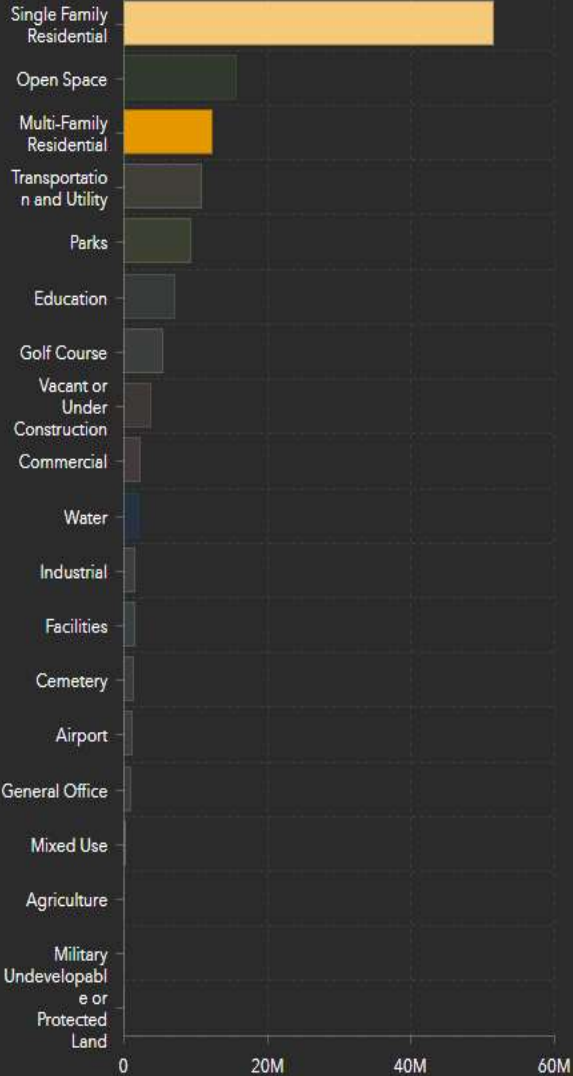 Single Family
Residential
Open Space
Multi-Family
Residential
Transportatio
n and Utility
Parks
Education
Golf Course
Vacant or
Under
Construction
Commercial
Water
Industrial
Facilities
Cemetery
Airport
General Office
Mixed Use
Agriculture
Military
Undevelopabl
e or
Protected
Land
0 20M 40M 60M